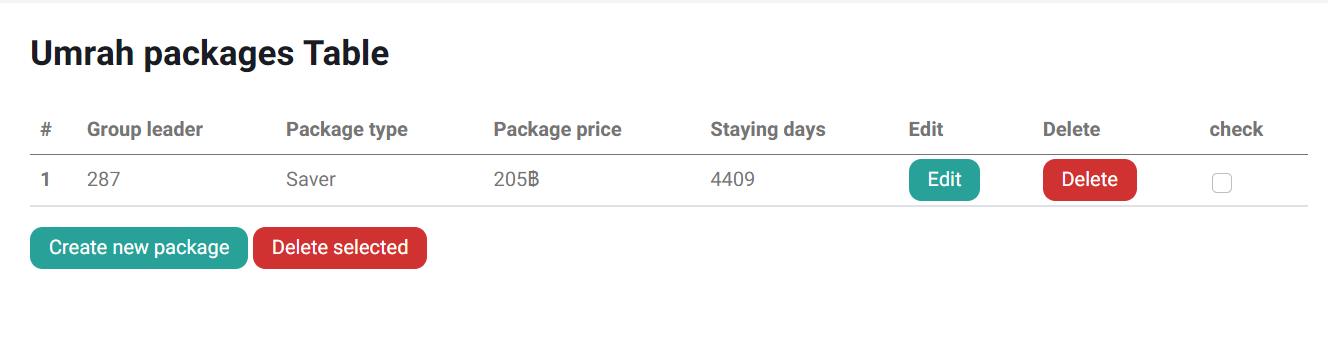 Umrah packages Table
# Group leader Package type Package price Staying days Edit Delete check
1 287 Saver 205฿ 4409 Edit Delete
Create new package Delete selected